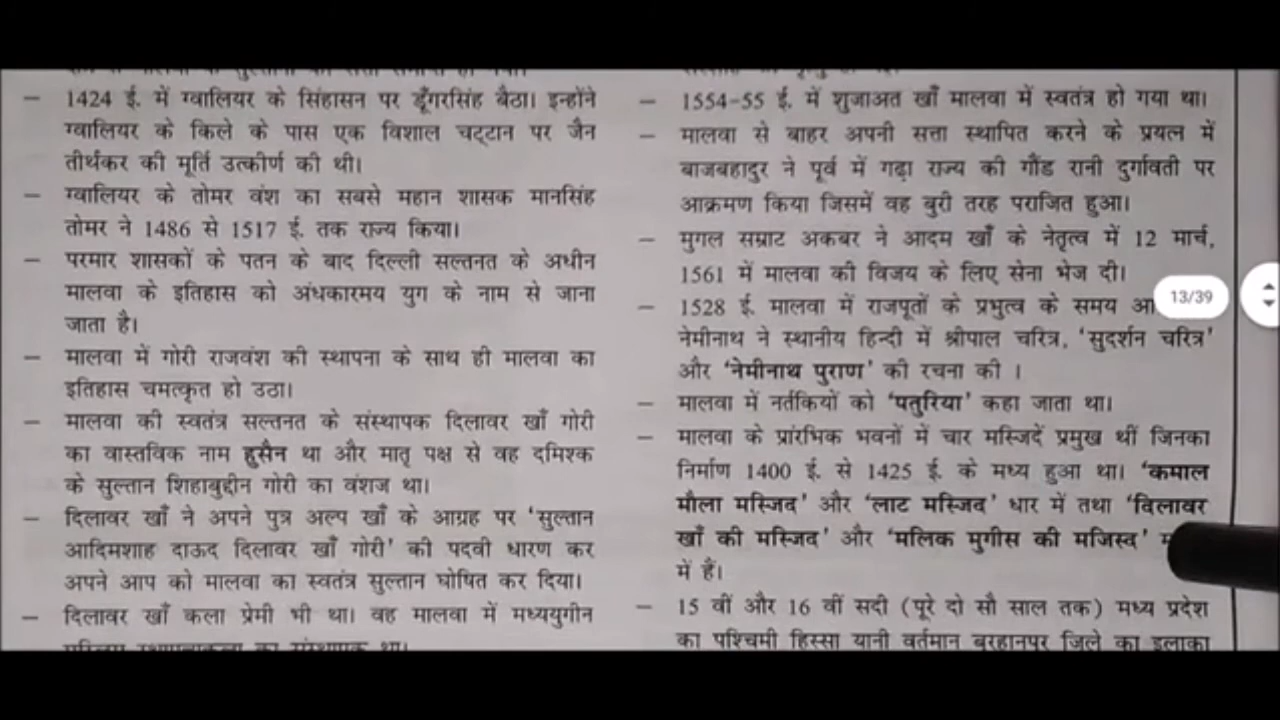 – 1424 ई. में ग्वालियर के सिंहासन पर डूँगरसिंह बैठा। इन्होंने
ग्वालियर के किले के पास एक विशाल चट्टान पर जैन
तीर्थंकर की मूर्ति उत्कीर्ण की थी।
– ग्वालियर के तोमर वंश का सबसे महान शासक मानसिंह
तोमर ने 1486 से 1517 ई. तक राज्य किया।
– परमार शासकों के पतन के बाद दिल्ली सल्तनत के अधीन
मालवा के इतिहास को अंधकारमय युग के नाम से जाना
जाता है।
– मालवा में गोरी राजवंश की स्थापना के साथ ही मालवा का
इतिहास चमत्कृत हो उठा।
– मालवा की स्वतंत्र सल्तनत के संस्थापक दिलावर खाँ गोरी
का वास्तविक नाम हुसैन था और मातृ पक्ष से वह दमिश्क
के सुल्तान शिहाबुद्दीन गोरी का वंशज था।
– दिलावर खाँ ने अपने पुत्र अल्प खाँ के आग्रह पर 'सुल्तान
आदिमशाह दाऊद दिलावर खाँ गोरी' की पदवी धारण कर
अपने आप को मालवा का स्वतंत्र सुल्तान घोषित कर दिया।
– दिलावर खाँ कला प्रेमी भी था। वह मालवा में मध्ययुगीन
– 1554-55 ई. में शुजाअत खाँ मालवा में स्वतंत्र हो गया था।
– मालवा से बाहर अपनी सत्ता स्थापित करने के प्रयत्न में
बाजबहादुर ने पूर्व में गढ़ा राज्य की गौंड रानी दुर्गावती पर
आक्रमण किया जिसमें वह बुरी तरह पराजित हुआ।
– मुगल सम्राट अकबर ने आदम खाँ के नेतृत्व में 12 मार्च,
1561 में मालवा की विजय के लिए सेना भेज दी।
– 1528 ई. मालवा में राजपूतों के प्रभुत्व के समय
नेमीनाथ ने स्थानीय हिन्दी में श्रीपाल चरित्र, 'सुदर्शन चरित्र'
और 'नेमीनाथ पुराण' की रचना की ।
– मालवा में नर्तकियों को 'पतुरिया' कहा जाता था।
– मालवा के प्रारंभिक भवनों में चार मस्जिदें प्रमुख थीं जिनका
निर्माण 1400 ई. से 1425 ई. के मध्य हुआ था। 'कमाल
मौला मस्जिद' और 'लाट मस्जिद' धार में तथा 'दिलावर
खाँ की मस्जिद' और 'मलिक मुगीस की मजिस्द'
में हैं।
– 15 वीं और 16 वीं सदी (पूरे दो सौ साल तक) मध्य प्रदेश
का पश्चिमी हिस्सा यानी वर्तमान बुरहानपुर जिले का इलाका
13/39